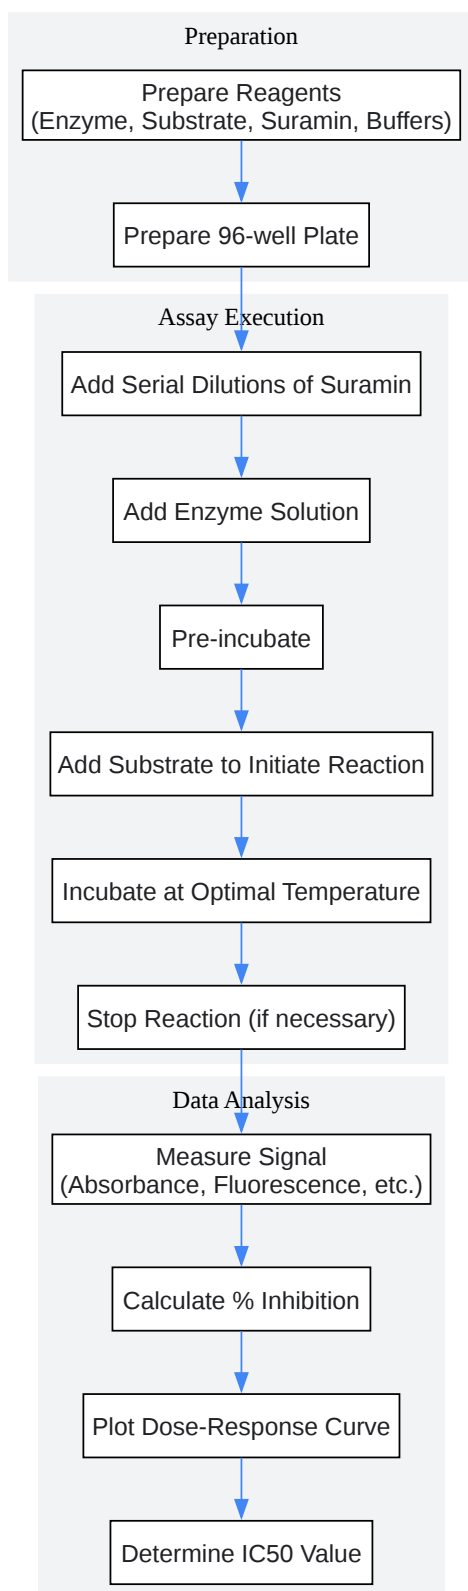 Preparation
Prepare Reagents
(Enzyme, Substrate, Suramin, Buffers)
Prepare 96-well Plate
Assay Execution
Add Serial Dilutions of Suramin
Add Enzyme Solution
Pre-incubate
Add Substrate to Initiate Reaction
Incubate at Optimal Temperature
Stop Reaction (if necessary)
Data Analysis
Measure Signal
(Absorbance, Fluorescence, etc.)
Calculate % Inhibition
Plot Dose-Response Curve
Determine IC50 Value